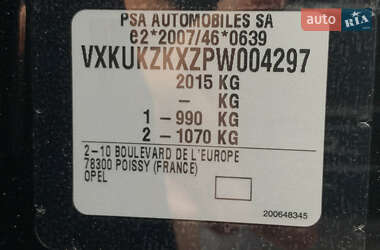 PSA AUTOMOBILES SA
e2*2007/46*0639
VXKUKZKXZPW004297
2015 KG
- KG
1 - 990 KG
2 - 1070 KG
2-10 BOULEVARD DE L'EUROPE
78300 POISSY (FRANCE)
OPEL
200648345
auto RIA .com